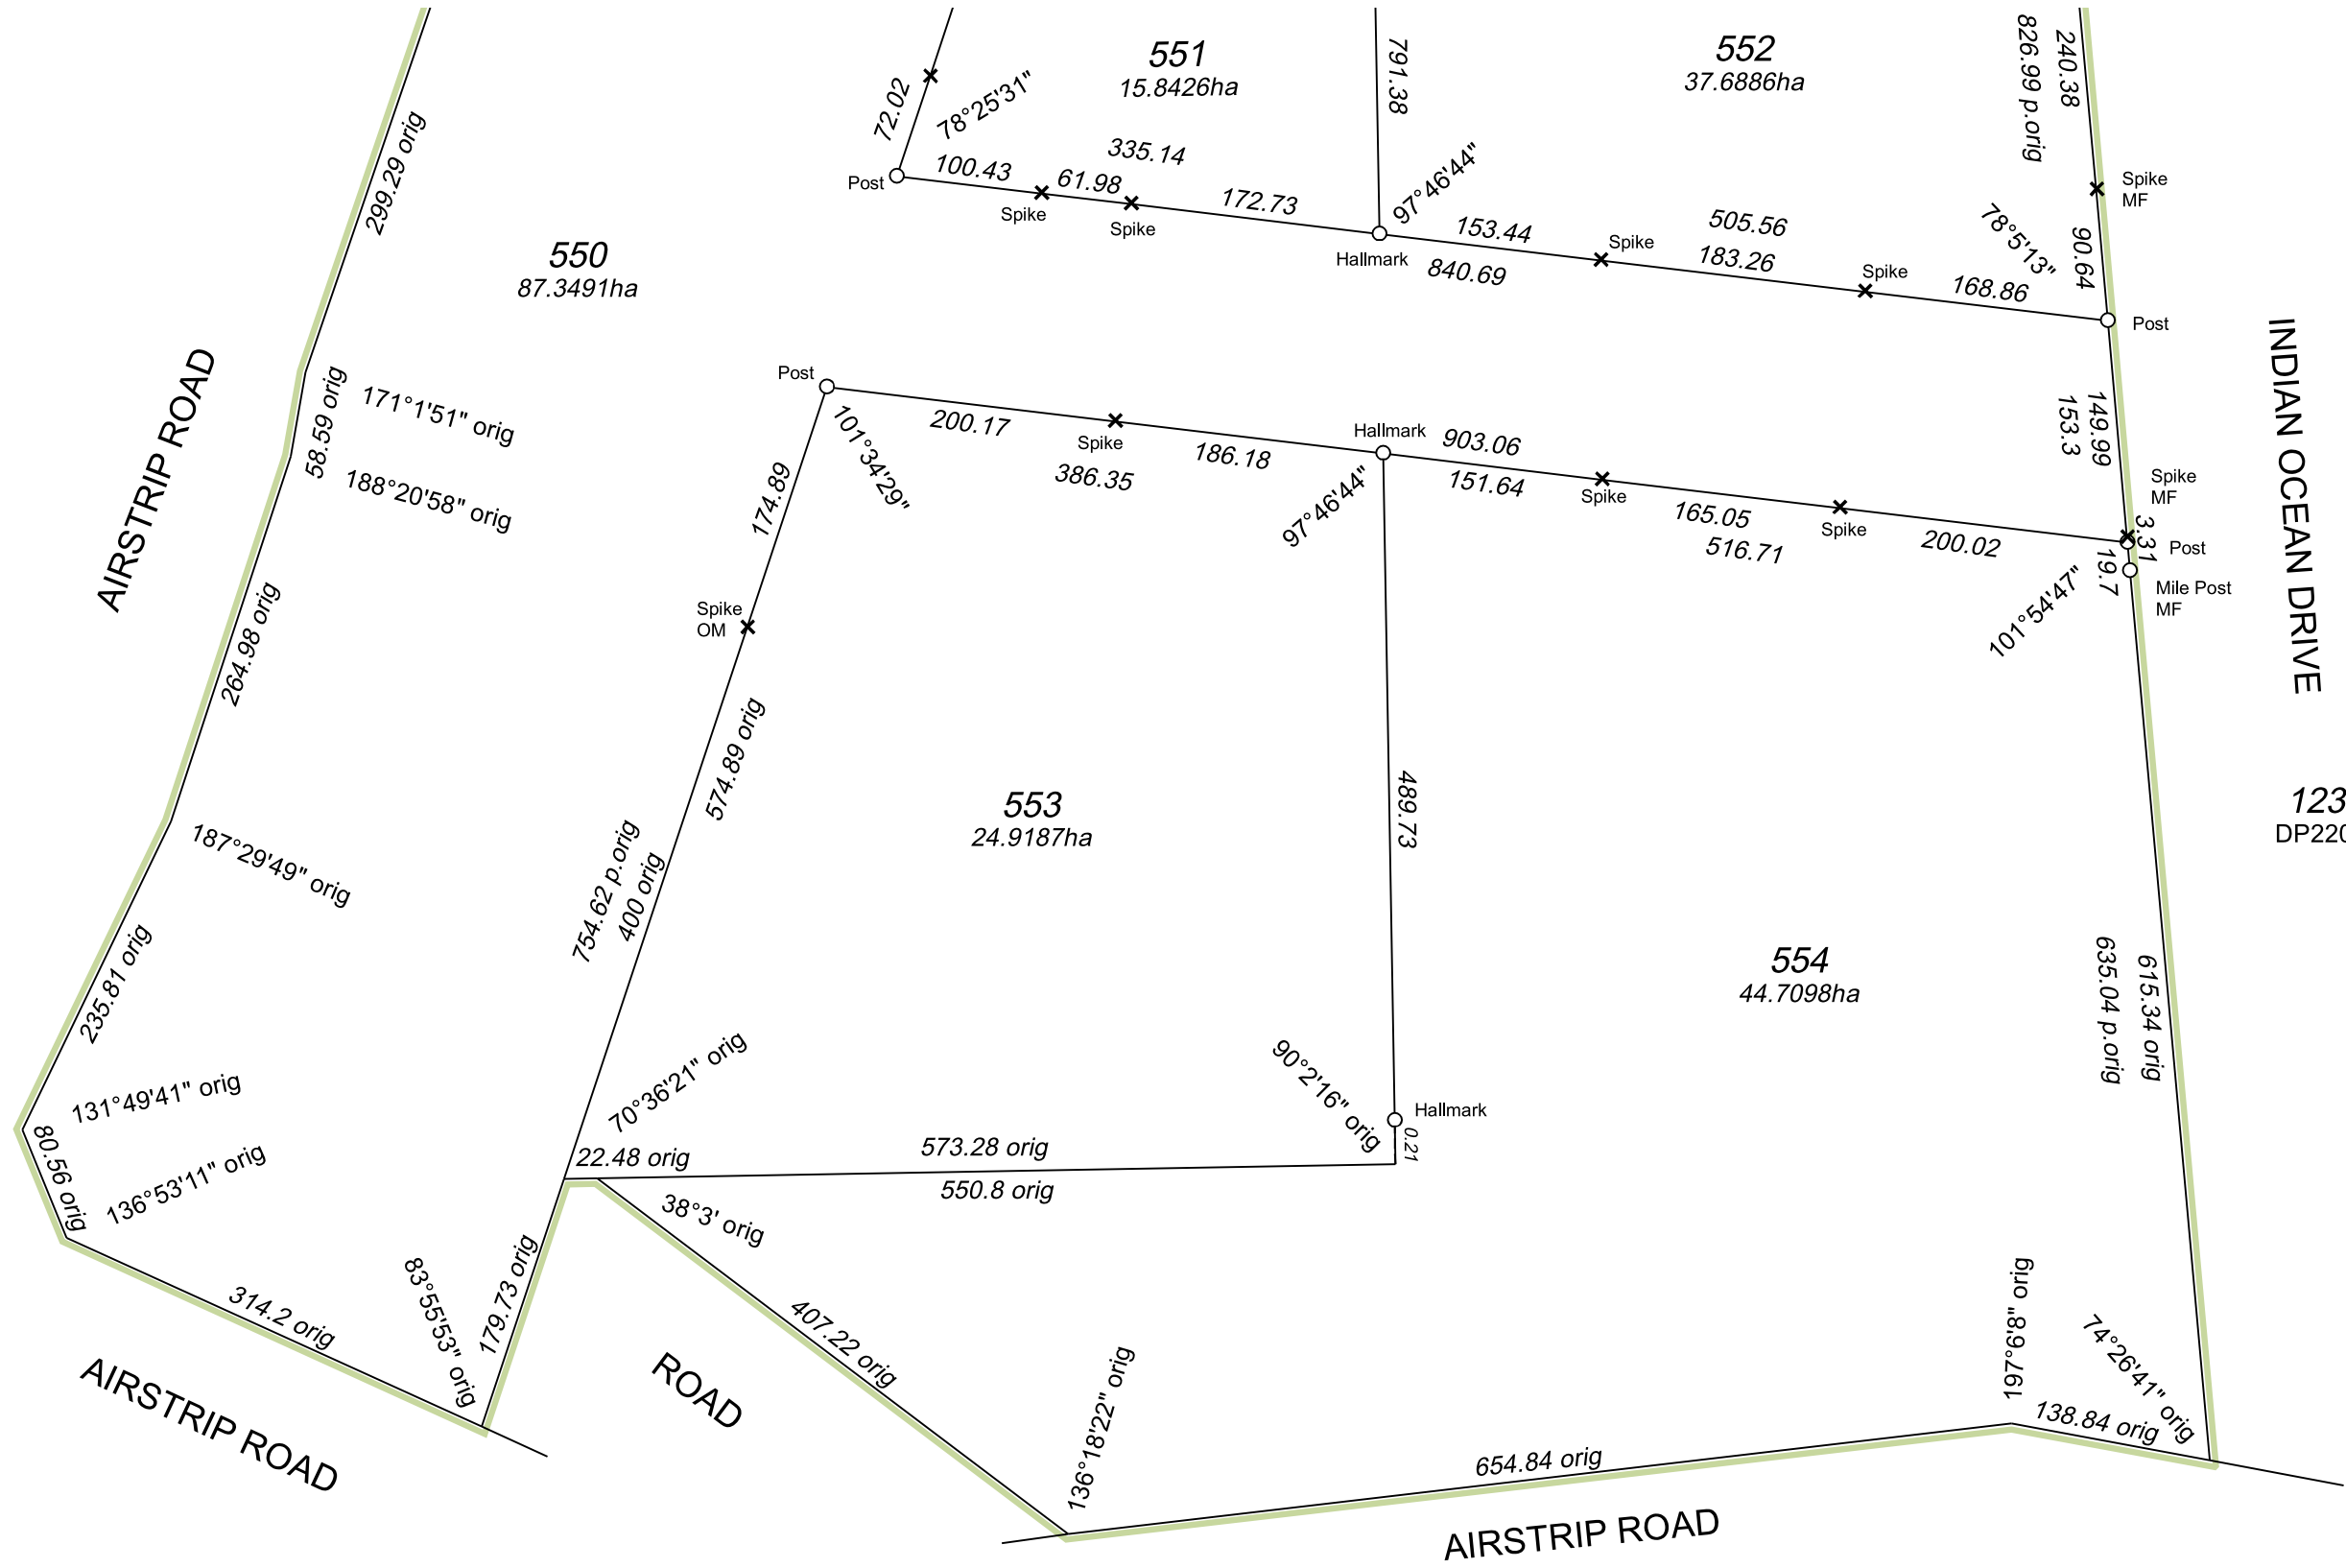 551
15.8426ha
552
37.6886ha
791.38
826.99 p.orig
240.38
72.02
78°25'31"
299.29 orig
335.14
100.43
61.98
172.73
Post
Spike
Spike
97°46'44"
Hallmark
153.44
505.56
183.26
168.86
840.69
Spike
Spike
78°5'13"
90.64
Spike
MF
Post
550
87.3491ha
AIRSTRIP ROAD
58.59 orig
171°1'51" orig
188°20'58" orig
Post
101°34'29"
200.17
Spike
186.18
386.35
Hallmark
903.06
151.64
97°46'44"
Spike
165.05
516.71
Spike
200.02
149.99
153.3
Spike
MF
3.31
Post
19.7
Mile Post
MF
101°54'47"
INDIAN OCEAN DRIVE
174.89
Spike
OM
264.98 orig
574.89 orig
754.62 p.orig
400 orig
187°29'49" orig
553
24.9187ha
489.73
123
DP220
235.81 orig
554
44.7098ha
635.04 p.orig
615.34 orig
70°36'21" orig
90°2'16" orig
Hallmark
0.21
131°49'41" orig
80.56 orig
136°53'11" orig
22.48 orig
573.28 orig
550.8 orig
38°3' orig
314.2 orig
83°55'53" orig
179.73 orig
407.22 orig
ROAD
AIRSTRIP ROAD
136°18'22" orig
197°6'8" orig
74°26'41" orig
138.84 orig
654.84 orig
AIRSTRIP ROAD